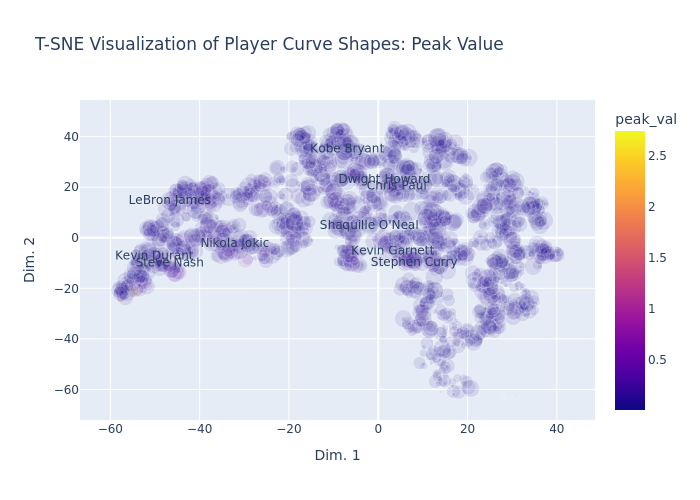 T-SNE Visualization of Player Curve Shapes: Peak Value
peak_val
2.5
2
1.5
1
0.5
40
20
0
−20
−40
−60
Dim. 2
Kobe Bryant
Dwight Howard
Chris Paul
LeBron James
Shaquille O'Neal
Nikola Jokic
Kevin Garnett
Kevin Durant
Stephen Curry
Steve Nash
−60
−40
−20
0
20
40
Dim. 1